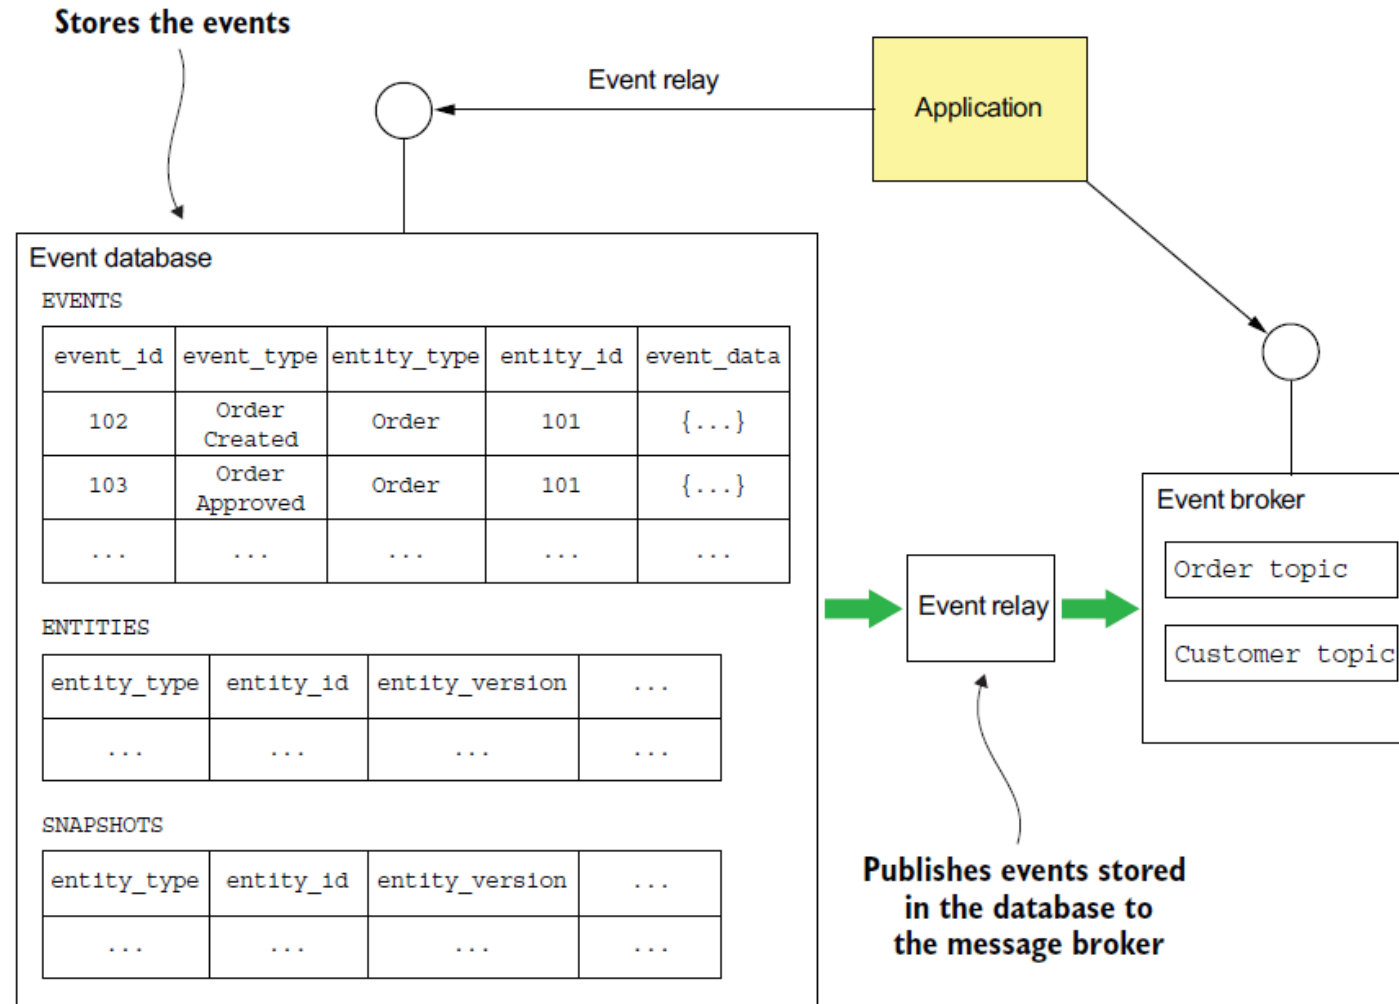 Stores the events
Event relay
Application
Event database
EVENTS
event_id event_type entity_type entity_id event_data
102 Order Created Order 101 {...}
103 Order Approved Order 101 {...}
... ... ... ... ...
ENTITIES
entity_type entity_id entity_version ...
... ... ... ...
SNAPSHOTS
entity_type entity_id entity_version ...
... ... ... ...
Event relay
Event broker
Order topic
Customer topic
Publishes events stored
in the database to
the message broker